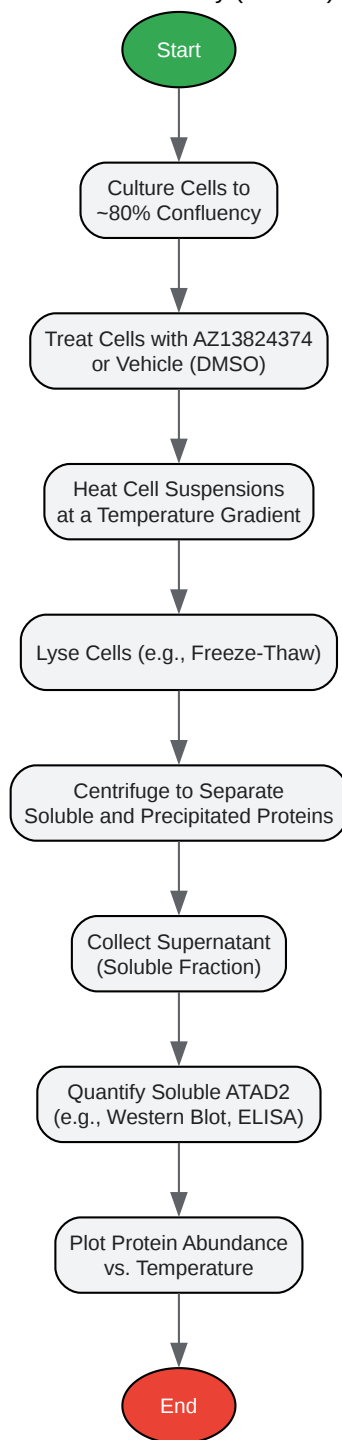 Start
Culture Cells to
~80% Confluency
Treat Cells with AZ13824374
or Vehicle (DMSO)
Heat Cell Suspensions
at a Temperature Gradient
Lyse Cells (e.g., Freeze-Thaw)
Centrifuge to Separate
Soluble and Precipitated Proteins
Collect Supernatant
(Soluble Fraction)
Quantify Soluble ATAD2
(e.g., Western Blot, ELISA)
Plot Protein Abundance
vs. Temperature
End